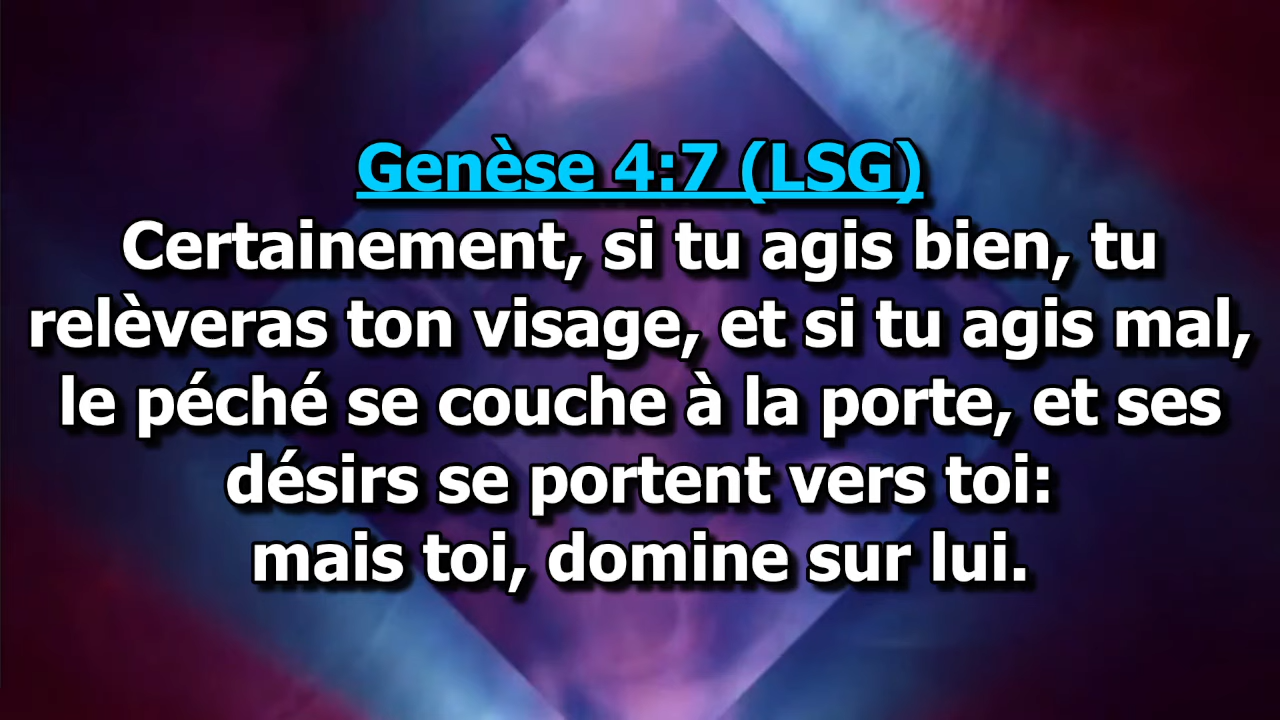 Genèse 4:7 (LSG)
Certainement, si tu agis bien, tu
relèveras ton visage, et si tu agis mal,
le péché se couche à la porte, et ses
désirs se portent vers toi:
mais toi, domine sur lui.